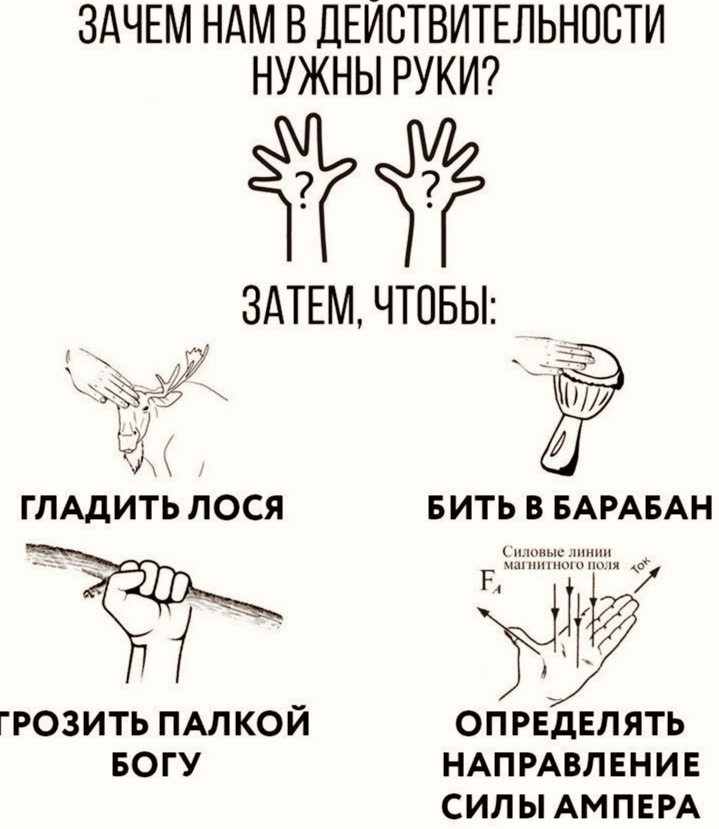 ЗАЧЕМ НАМ В ДЕЙСТВИТЕЛЬНОСТИ
НУЖНЫ РУКИ?
? ?
ЗАТЕМ, ЧТОБЫ:
ГЛАДИТЬ ЛОСЯ
БИТЬ В БАРАБАН
Силовые линии
магнитного поля
ток
FА
ГРОЗИТЬ ПАЛКОЙ
БОГУ
ОПРЕДЕЛЯТЬ
НАПРАВЛЕНИЕ
СИЛЫ АМПЕРА